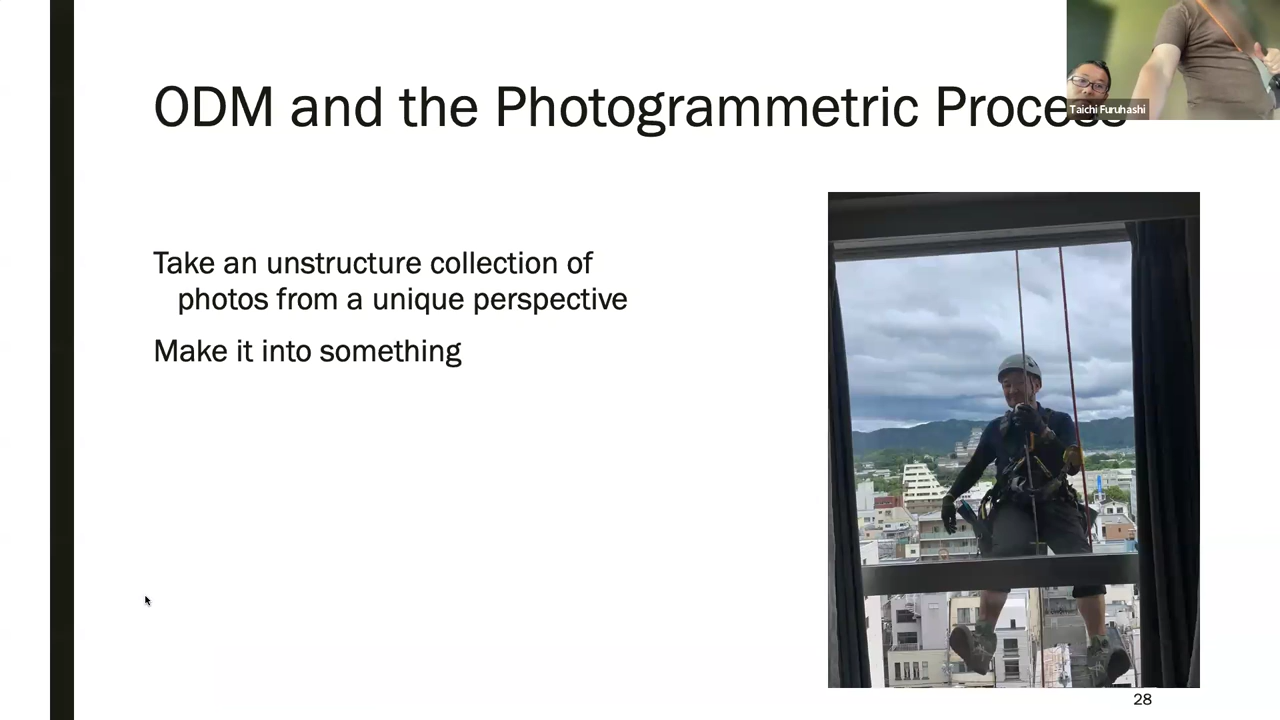 ODM and the Photogrammetric Process
Taichi Furuhashi
Take an unstructure collection of
photos from a unique perspective
Make it into something
28